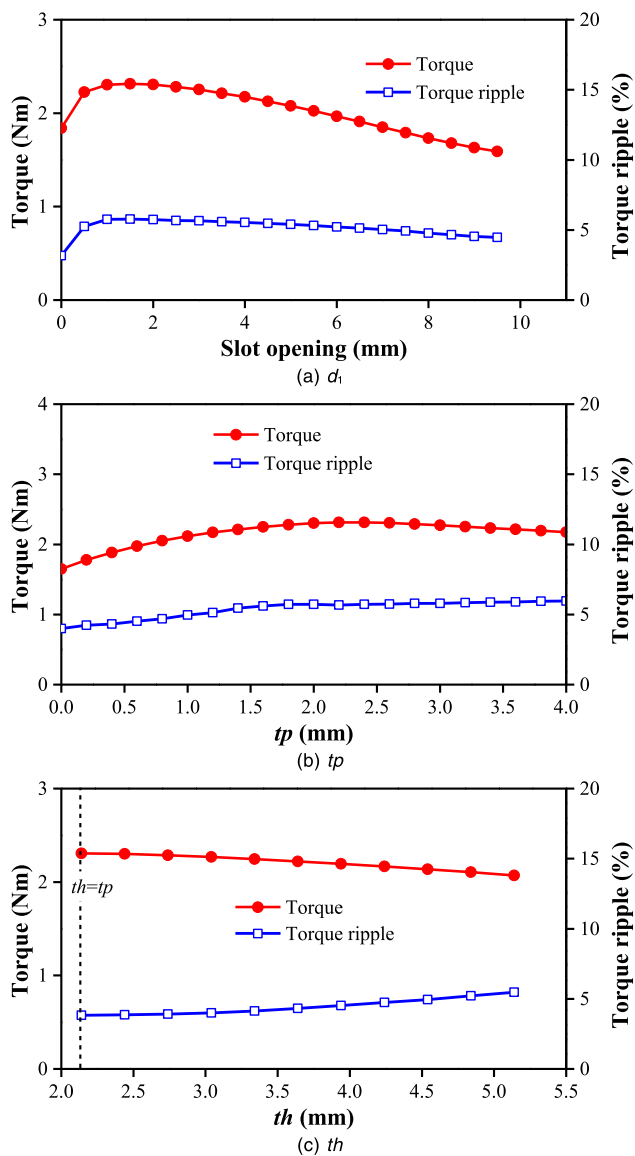 3
2
1
0
Torque (Nm)
20
15
10
5
0
Torque ripple (%)
Torque
Torque ripple
0 2 4 6 8 10
Slot opening (mm)
(a) d₁
4
3
2
1
0
Torque (Nm)
20
15
10
5
0
Torque ripple (%)
Torque
Torque ripple
0.0 0.5 1.0 1.5 2.0 2.5 3.0 3.5 4.0
tp (mm)
(b) tp
3
2
1
0
Torque (Nm)
20
15
10
5
0
Torque ripple (%)
th=tp
Torque
Torque ripple
2.0 2.5 3.0 3.5 4.0 4.5 5.0 5.5
th (mm)
(c) th